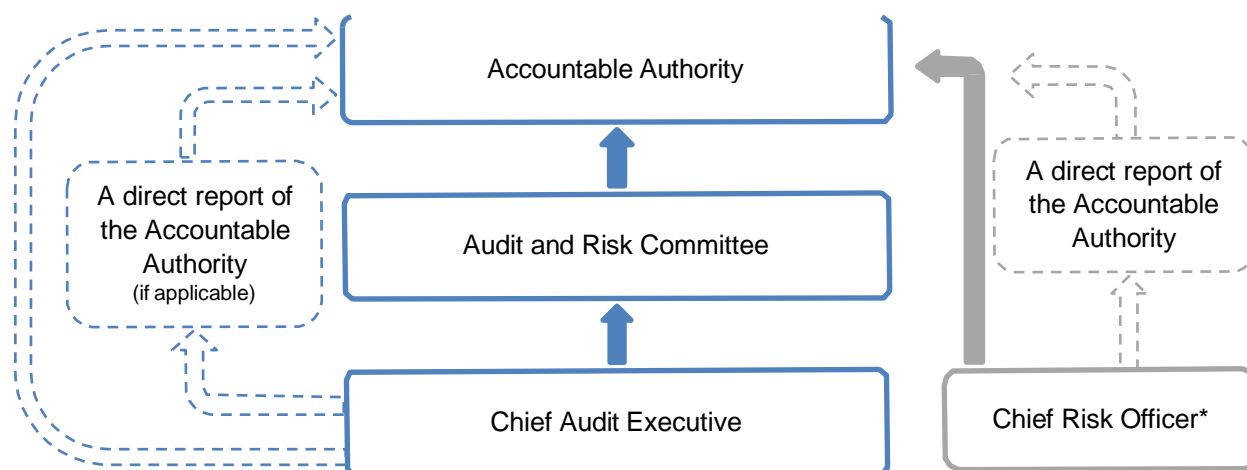 Accountable Authority
A direct report of
the Accountable
Authority
(if applicable)
Audit and Risk Committee
A direct report of
the Accountable
Authority
Chief Audit Executive
Chief Risk Officer*